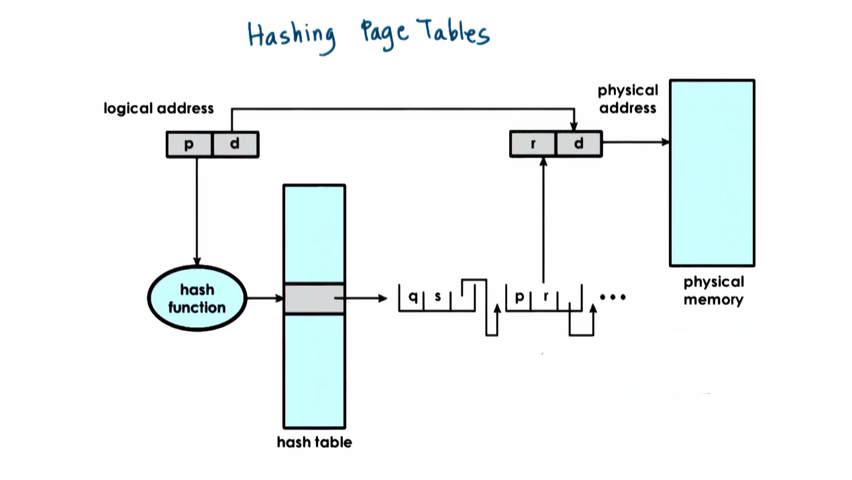 Hashing Page Tables
logical address
physical
address
p d
r d
hash
function
q s
p r
•••
physical
memory
hash table